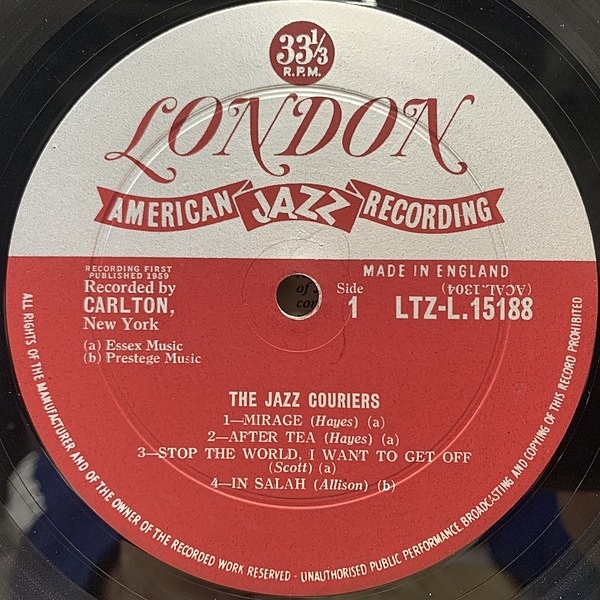 33⅓
R.P.M.
LONDON
AMERICAN JAZZ RECORDING
RECORDING FIRST
PUBLISHED 1959
Recorded by
CARLTON,
New York
(a) Essex Music
(b) Prestege Music
of
Side
1
MADE IN ENGLAND
(ACAL.1304)
LTZ-L.15188
THE JAZZ COURIERS
1—MIRAGE (Hayes) (a)
2—AFTER TEA (Hayes) (a)
3—STOP THE WORLD, I WANT TO GET OFF
(Scott) (a)
4—IN SALAH (Allison) (b)
ALL RIGHTS OF THE MANUFACTURER AND OF THE OWNER OF THE RECORDED WORK RESERVED - UNAUTHORISED PUBLIC PERFORMANCE BROADCASTING AND COPYING OF THIS RECORD PROHIBITED